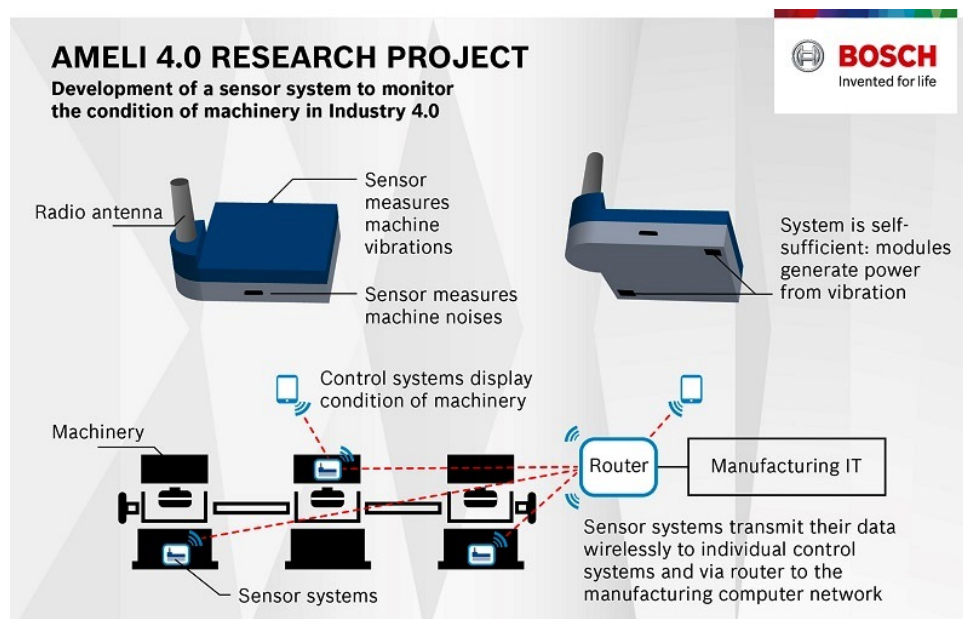 AMELI 4.0 RESEARCH PROJECT
Development of a sensor system to monitor
the condition of machinery in Industry 4.0
BOSCH
Invented for life
Radio antenna
Sensor
measures
machine
vibrations
Sensor measures
machine noises
System is self-
sufficient: modules
generate power
from vibration
Control systems display
condition of machinery
Machinery
Router
Manufacturing IT
Sensor systems transmit their data
wirelessly to individual control
systems and via router to the
manufacturing computer network
Sensor systems